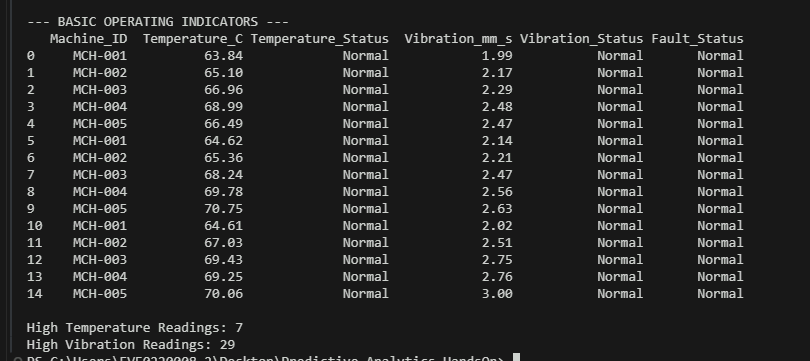 --- BASIC OPERATING INDICATORS ---
Machine_ID Temperature_C Temperature_Status Vibration_mm_s Vibration_Status Fault_Status
0 MCH-001 63.84 Normal 1.99 Normal Normal
1 MCH-002 65.10 Normal 2.17 Normal Normal
2 MCH-003 66.96 Normal 2.29 Normal Normal
3 MCH-004 68.99 Normal 2.48 Normal Normal
4 MCH-005 66.49 Normal 2.47 Normal Normal
5 MCH-001 64.62 Normal 2.14 Normal Normal
6 MCH-002 65.36 Normal 2.21 Normal Normal
7 MCH-003 68.24 Normal 2.47 Normal Normal
8 MCH-004 69.78 Normal 2.56 Normal Normal
9 MCH-005 70.75 Normal 2.63 Normal Normal
10 MCH-001 64.61 Normal 2.02 Normal Normal
11 MCH-002 67.03 Normal 2.51 Normal Normal
12 MCH-003 69.43 Normal 2.75 Normal Normal
13 MCH-004 69.25 Normal 2.76 Normal Normal
14 MCH-005 70.06 Normal 3.00 Normal Normal
High Temperature Readings: 7
High Vibration Readings: 29